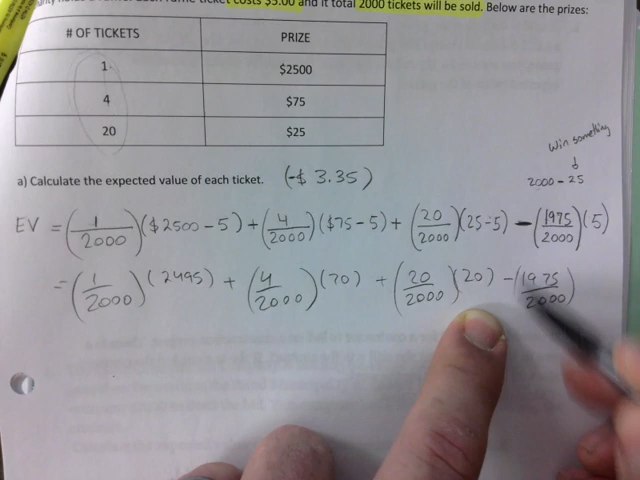 costs $5.00 and if total 2000 tickets will be sold. Below are the prizes:
# OF TICKETS PRIZE
1 $2500
4 $75
20 $25
Win something
↓
a) Calculate the expected value of each ticket. (-$ 3.35) 2000 - 25
EV = (1/2000)($2500 - 5) + (4/2000)($75 - 5) + (20/2000)(25 - 5) - (1975/2000)(5)
= (1/2000)(2495) + (4/2000)(70) + (20/2000)(20) - (1975/2000)